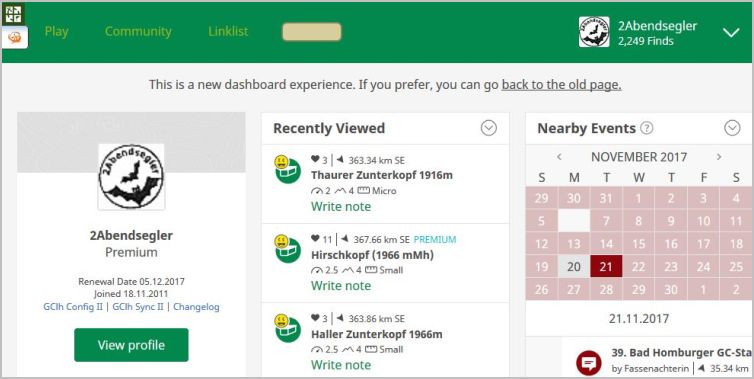 Play Community Linklist
2Abendsegler
2,249 Finds
This is a new dashboard experience. If you prefer, you can go back to the old page.
2Abendsegler
2Abendsegler
Premium
Renewal Date 05.12.2017
Joined 18.11.2011
GClh Config II | GClh Sync II | Changelog
View profile
Recently Viewed
3 | 363.34 km SE
Thaurer Zunterkopf 1916m
2 4 Micro
Write note
11 | 367.66 km SE PREMIUM
Hirschkopf (1966 mMh)
2.5 4 Small
Write note
3 | 363.86 km SE
Haller Zunterkopf 1966m
2.5 4 Small
Write note
Nearby Events ?
< NOVEMBER 2017 >
S M T W T F S
29 30 31 1 2 3 4
5 7 8 9 10 11
12 13 14 15 16 17 18
19 20 21 22 23 24 25
26 27 28 29 30 1 2
21.11.2017
39. Bad Homburger GC-Sta
by Fassenachterin | 35.34 km